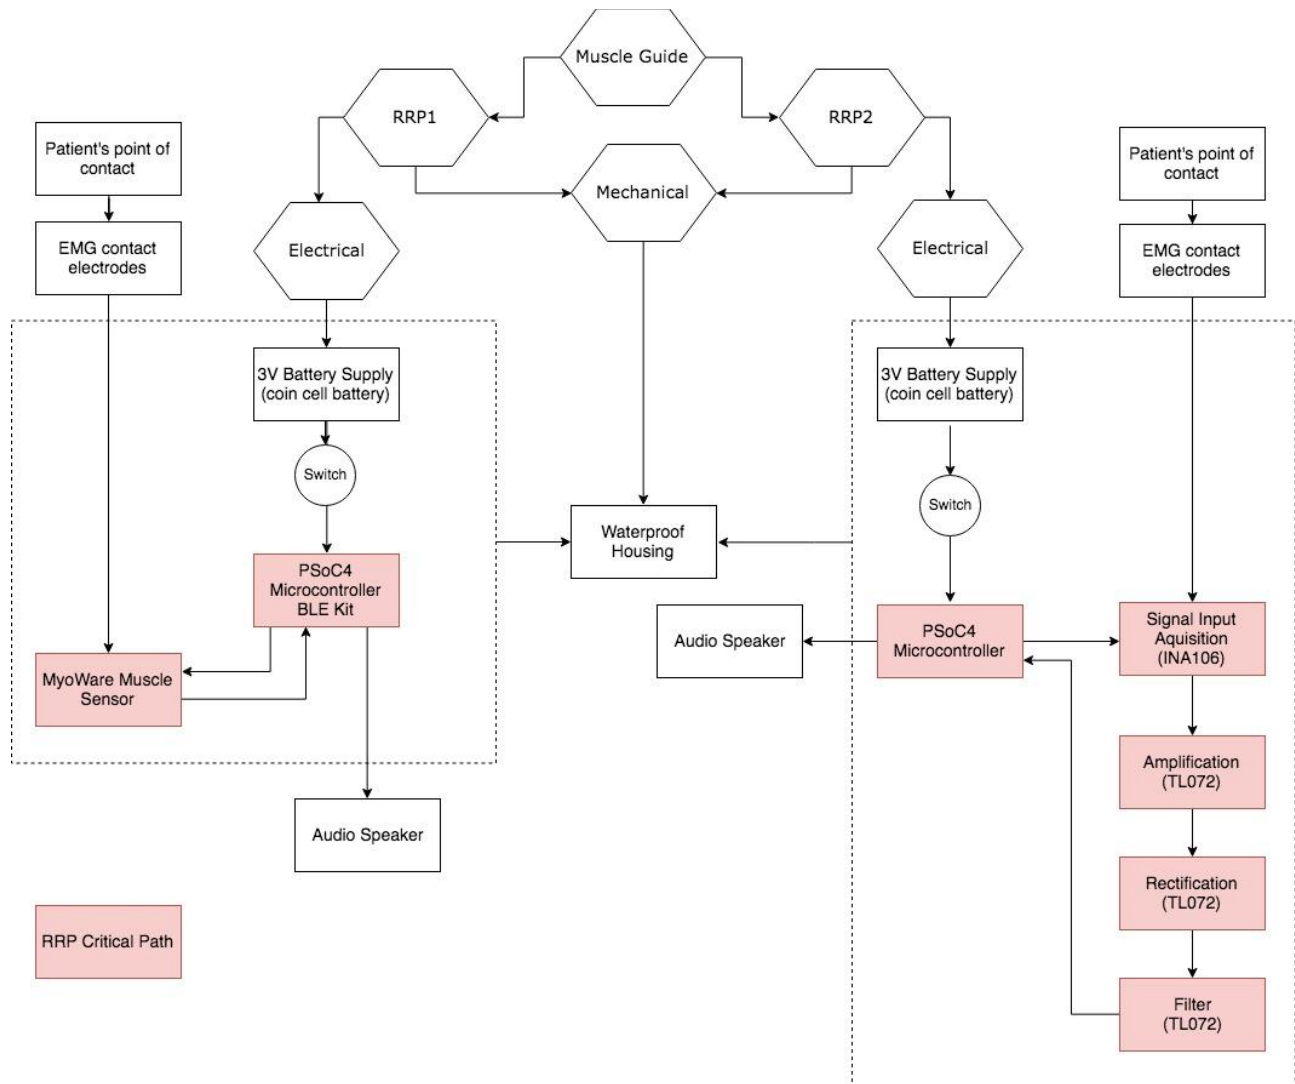 Muscle Guide
RRP1
RRP2
Patient's point of
contact
Mechanical
Patient's point of
contact
EMG contact
electrodes
Electrical
Electrical
EMG contact
electrodes
3V Battery Supply
(coin cell battery)
3V Battery Supply
(coin cell battery)
Switch
Switch
Waterproof
Housing
PSoC4
Microcontroller
BLE Kit
Audio Speaker
PSoC4
Microcontroller
Signal Input
Aquisition
(INA106)
MyoWare Muscle
Sensor
Amplification
(TL072)
Audio Speaker
Rectification
(TL072)
RRP Critical Path
Filter
(TL072)